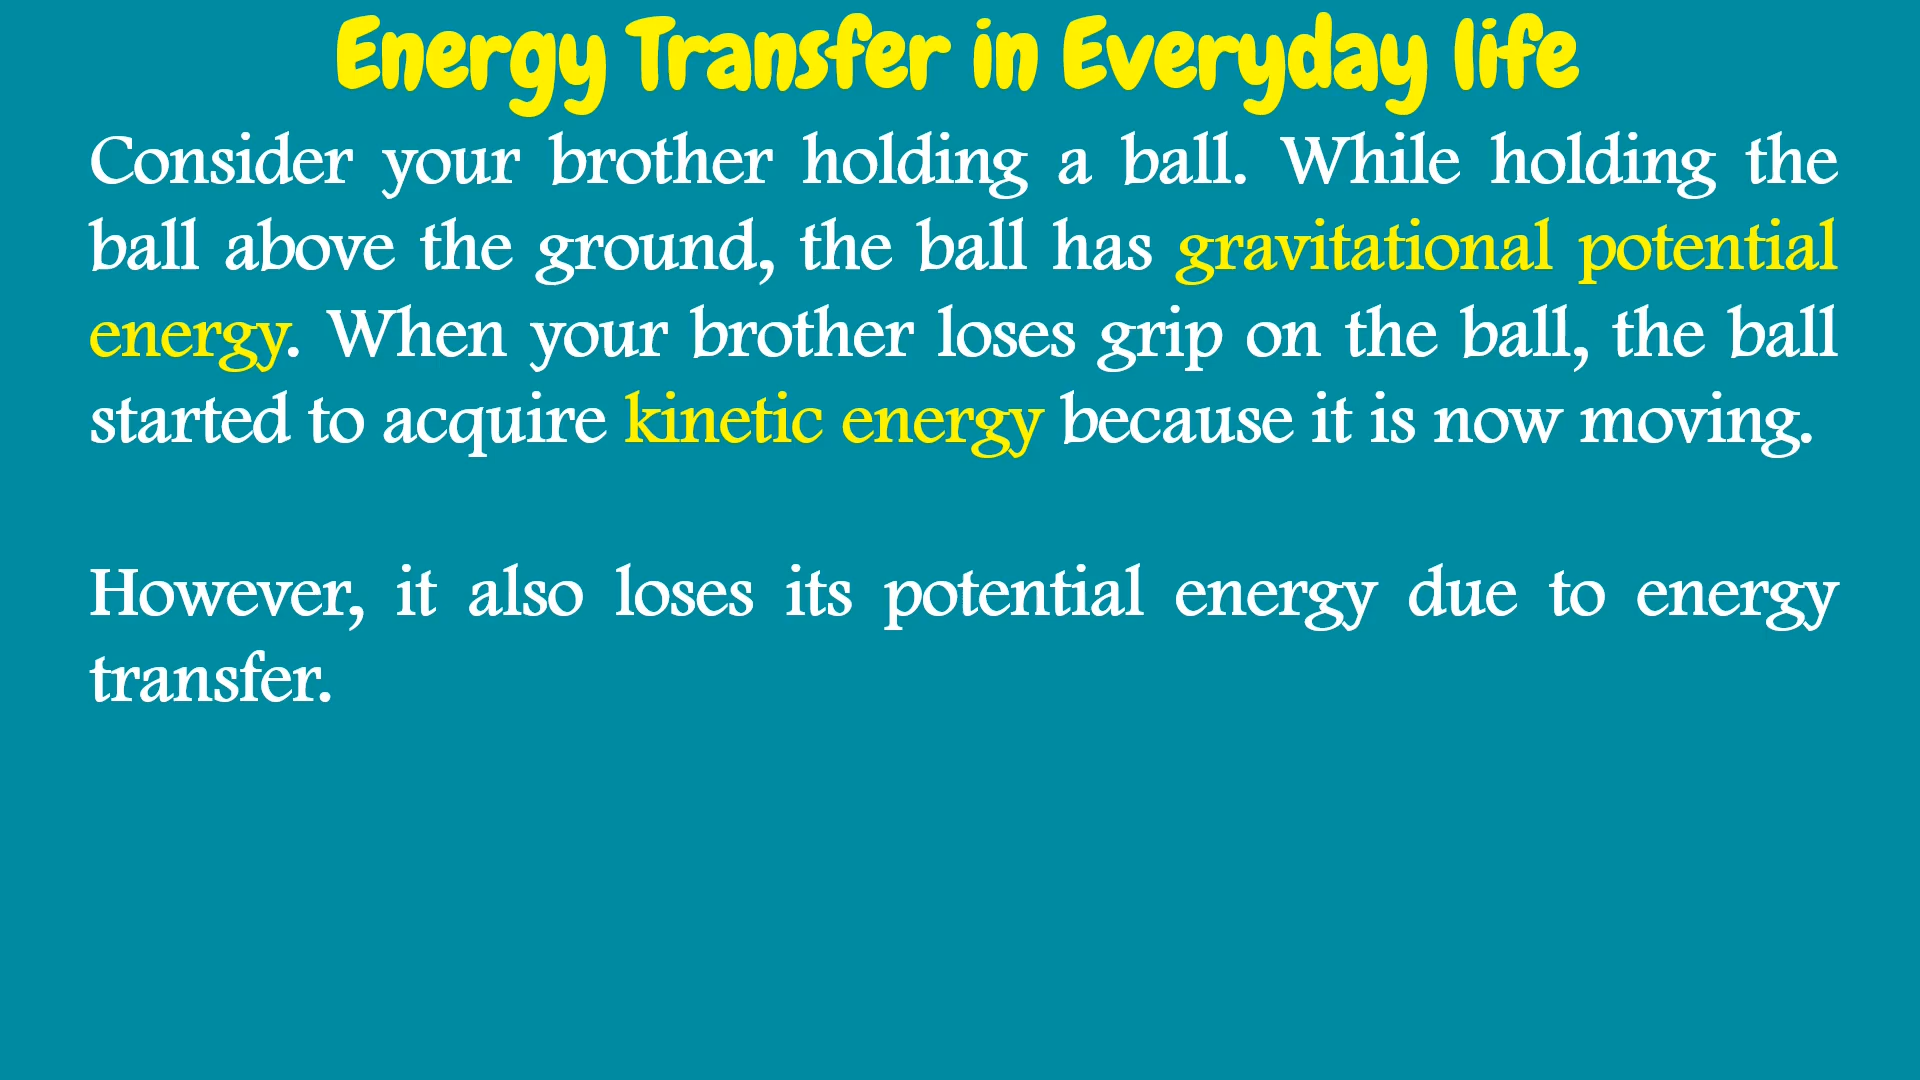 Energy Transfer in Everyday life
Consider your brother holding a ball. While holding the
ball above the ground, the ball has gravitational potential
energy. When your brother loses grip on the ball, the ball
started to acquire kinetic energy because it is now moving.
However, it also loses its potential energy due to energy
transfer.